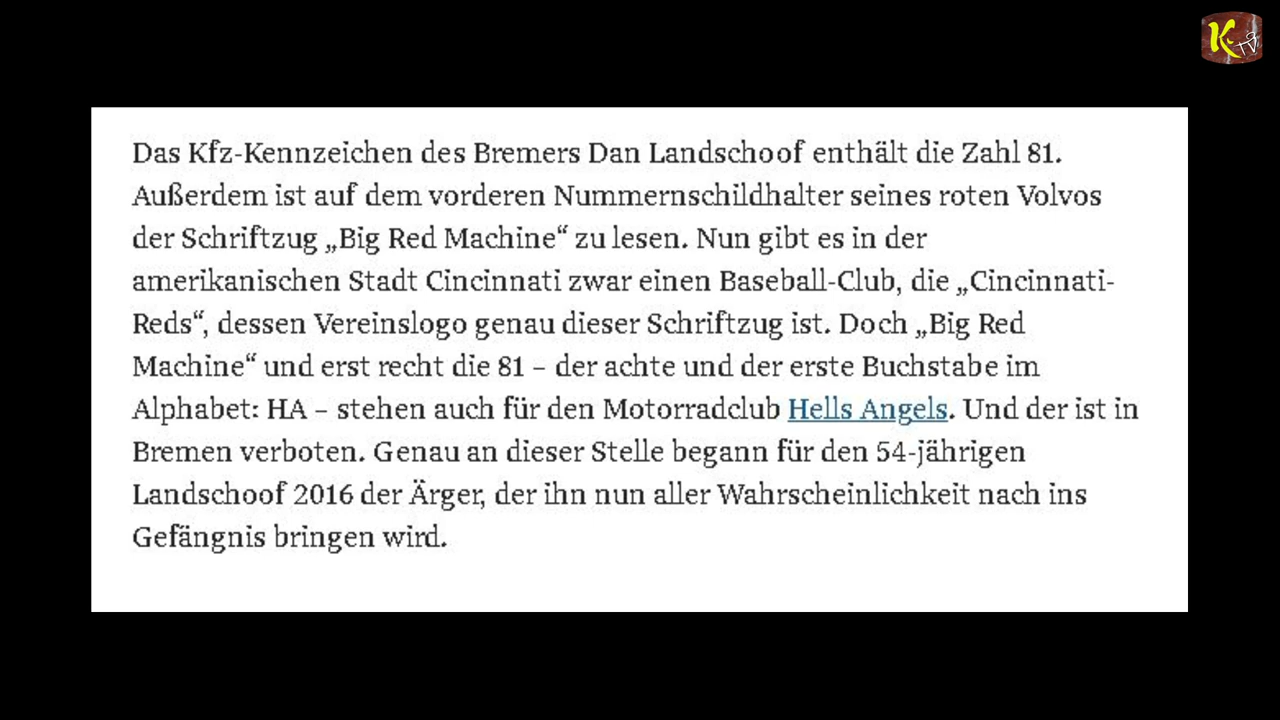 K TV
Das Kfz-Kennzeichen des Bremers Dan Landschoof enthält die Zahl 81.
Außerdem ist auf dem vorderen Nummernschildhalter seines roten Volvos
der Schriftzug „Big Red Machine“ zu lesen. Nun gibt es in der
amerikanischen Stadt Cincinnati zwar einen Baseball-Club, die „Cincinnati-
Reds“, dessen Vereinslogo genau dieser Schriftzug ist. Doch „Big Red
Machine“ und erst recht die 81 – der achte und der erste Buchstabe im
Alphabet: HA – stehen auch für den Motorradclub Hells Angels. Und der ist in
Bremen verboten. Genau an dieser Stelle begann für den 54-jährigen
Landschoof 2016 der Ärger, der ihn nun aller Wahrscheinlichkeit nach ins
Gefängnis bringen wird.